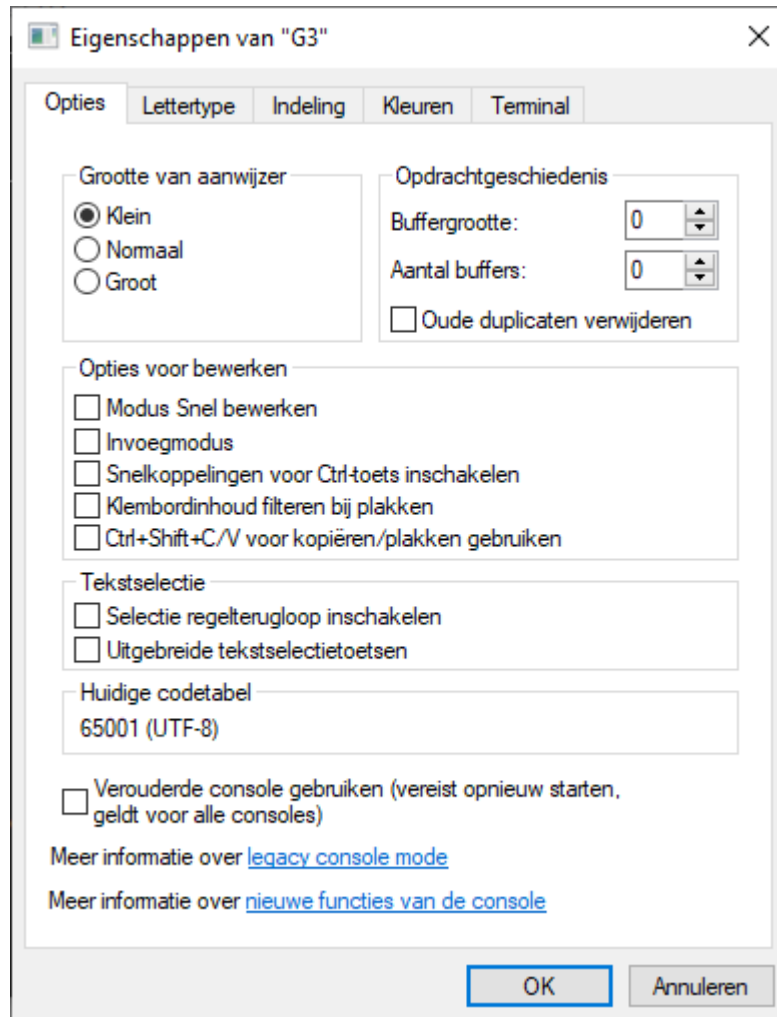 Eigenschappen van "G3"
Opties Lettertype Indeling Kleuren Terminal
Grootte van aanwijzer
Klein
Normaal
Groot
Opdrachtgeschiedenis
Buffergrootte: 0
Aantal buffers: 0
Oude duplicaten verwijderen
Opties voor bewerken
Modus Snel bewerken
Invoegmodus
Snelkoppelingen voor Ctrl-toets inschakelen
Klembordinhoud filteren bij plakken
Ctrl+Shift+C/V voor kopiëren/plakken gebruiken
Tekstselectie
Selectie regelterugloop inschakelen
Uitgebreide tekstselectietoetsen
Huidige codetabel
65001 (UTF-8)
Verouderde console gebruiken (vereist opnieuw starten,
geldt voor alle consoles)
Meer informatie over legacy console mode
Meer informatie over nieuwe functies van de console
OK Annuleren